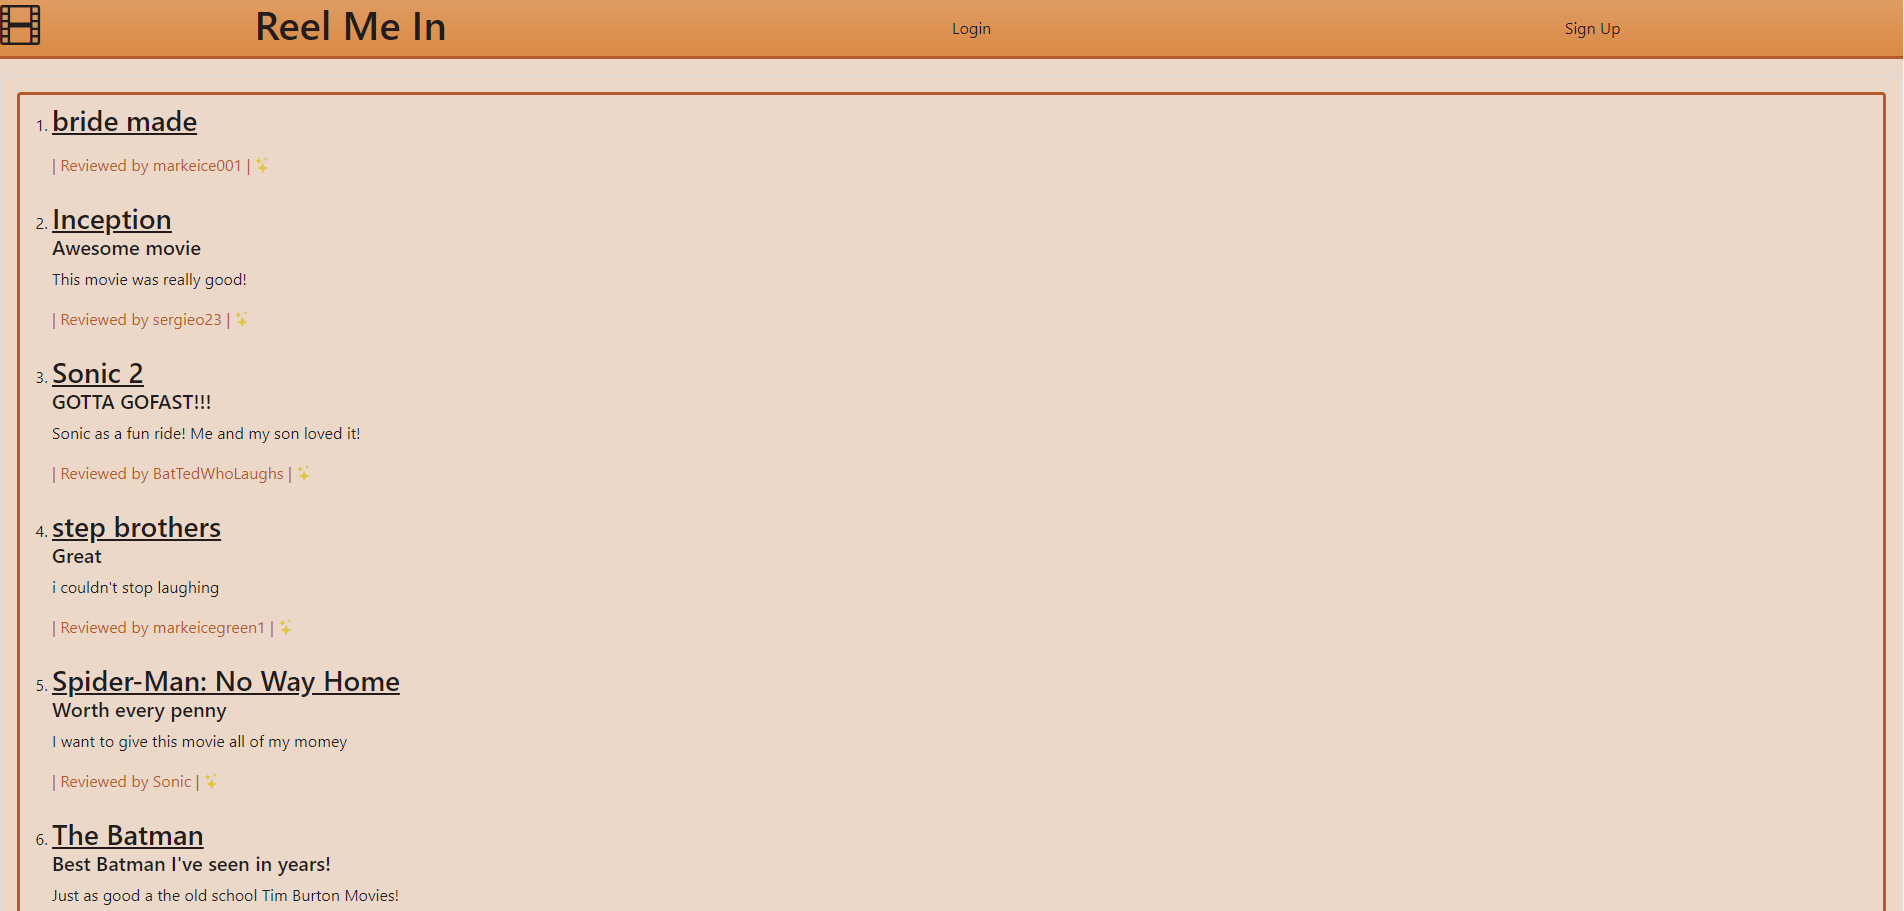 Reel Me In
Login
Sign Up
1. bride made
| Reviewed by markeice001 | ✨
2. Inception
Awesome movie
This movie was really good!
| Reviewed by sergieo23 | ✨
3. Sonic 2
GOTTA GOFAST!!!
Sonic as a fun ride! Me and my son loved it!
| Reviewed by BatTedWhoLaughs | ✨
4. step brothers
Great
i couldn't stop laughing
| Reviewed by markeicegreen1 | ✨
5. Spider-Man: No Way Home
Worth every penny
I want to give this movie all of my momey
| Reviewed by Sonic | ✨
6. The Batman
Best Batman I've seen in years!
Just as good a the old school Tim Burton Movies!